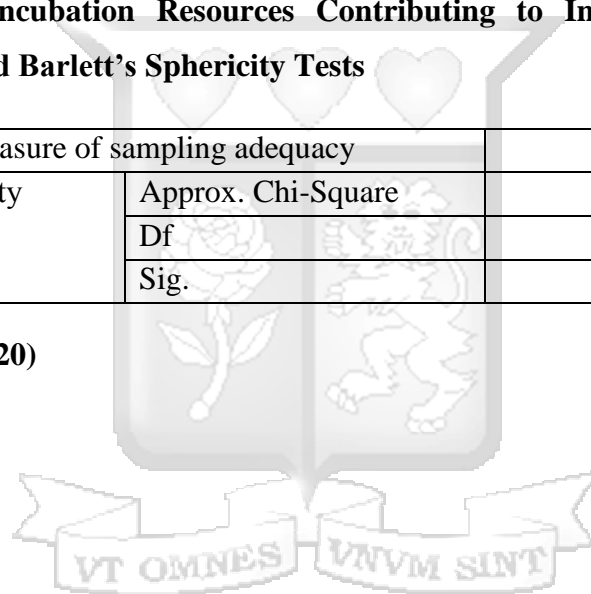 ncubation Resources Contributing to In
d Barlett's Sphericity Tests
asure of sampling adequacy
ty Approx. Chi-Square
Df
Sig.
20)
VT OMNES VNVM SINT